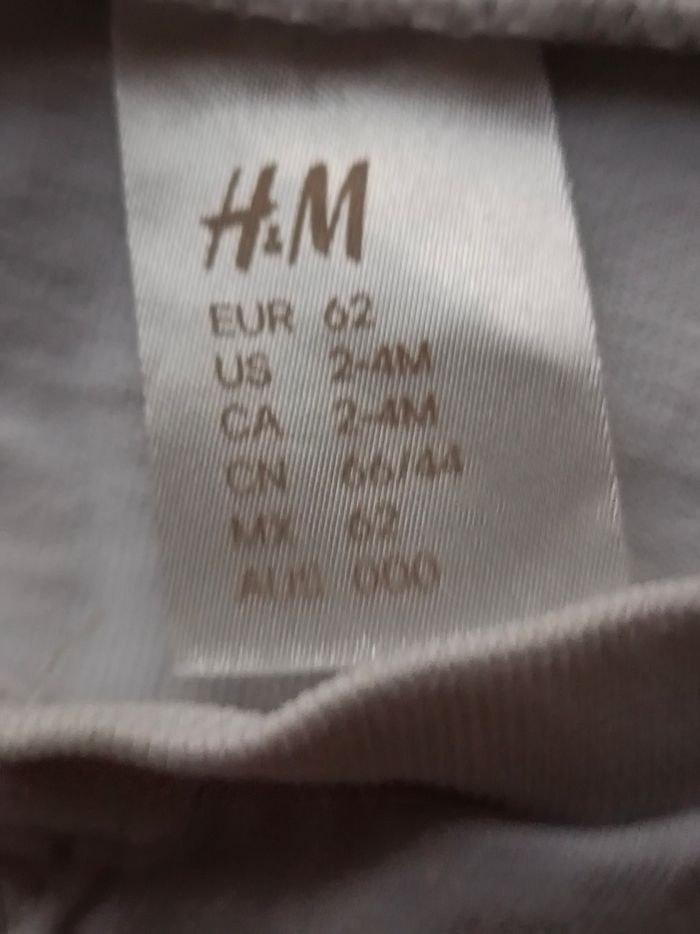 H&M
EUR 62
US 2-4M
CA 2-4M
CN 66/44
MX 62
AUS 000